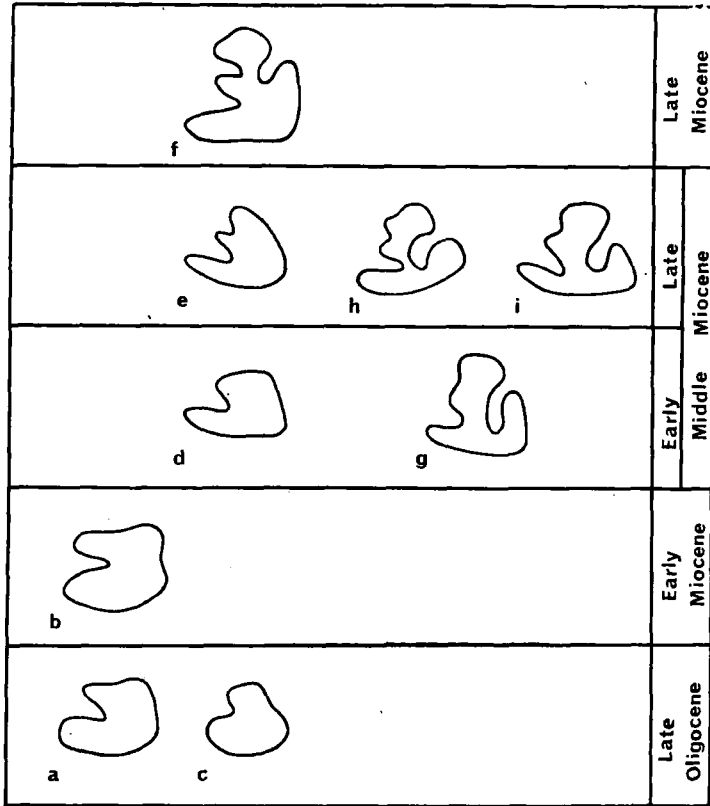 f
Late
Miocene
e
h
i
Late
d
g
Early
Middle
Miocene
b
Early
Miocene
a
c
Late
Oligocene